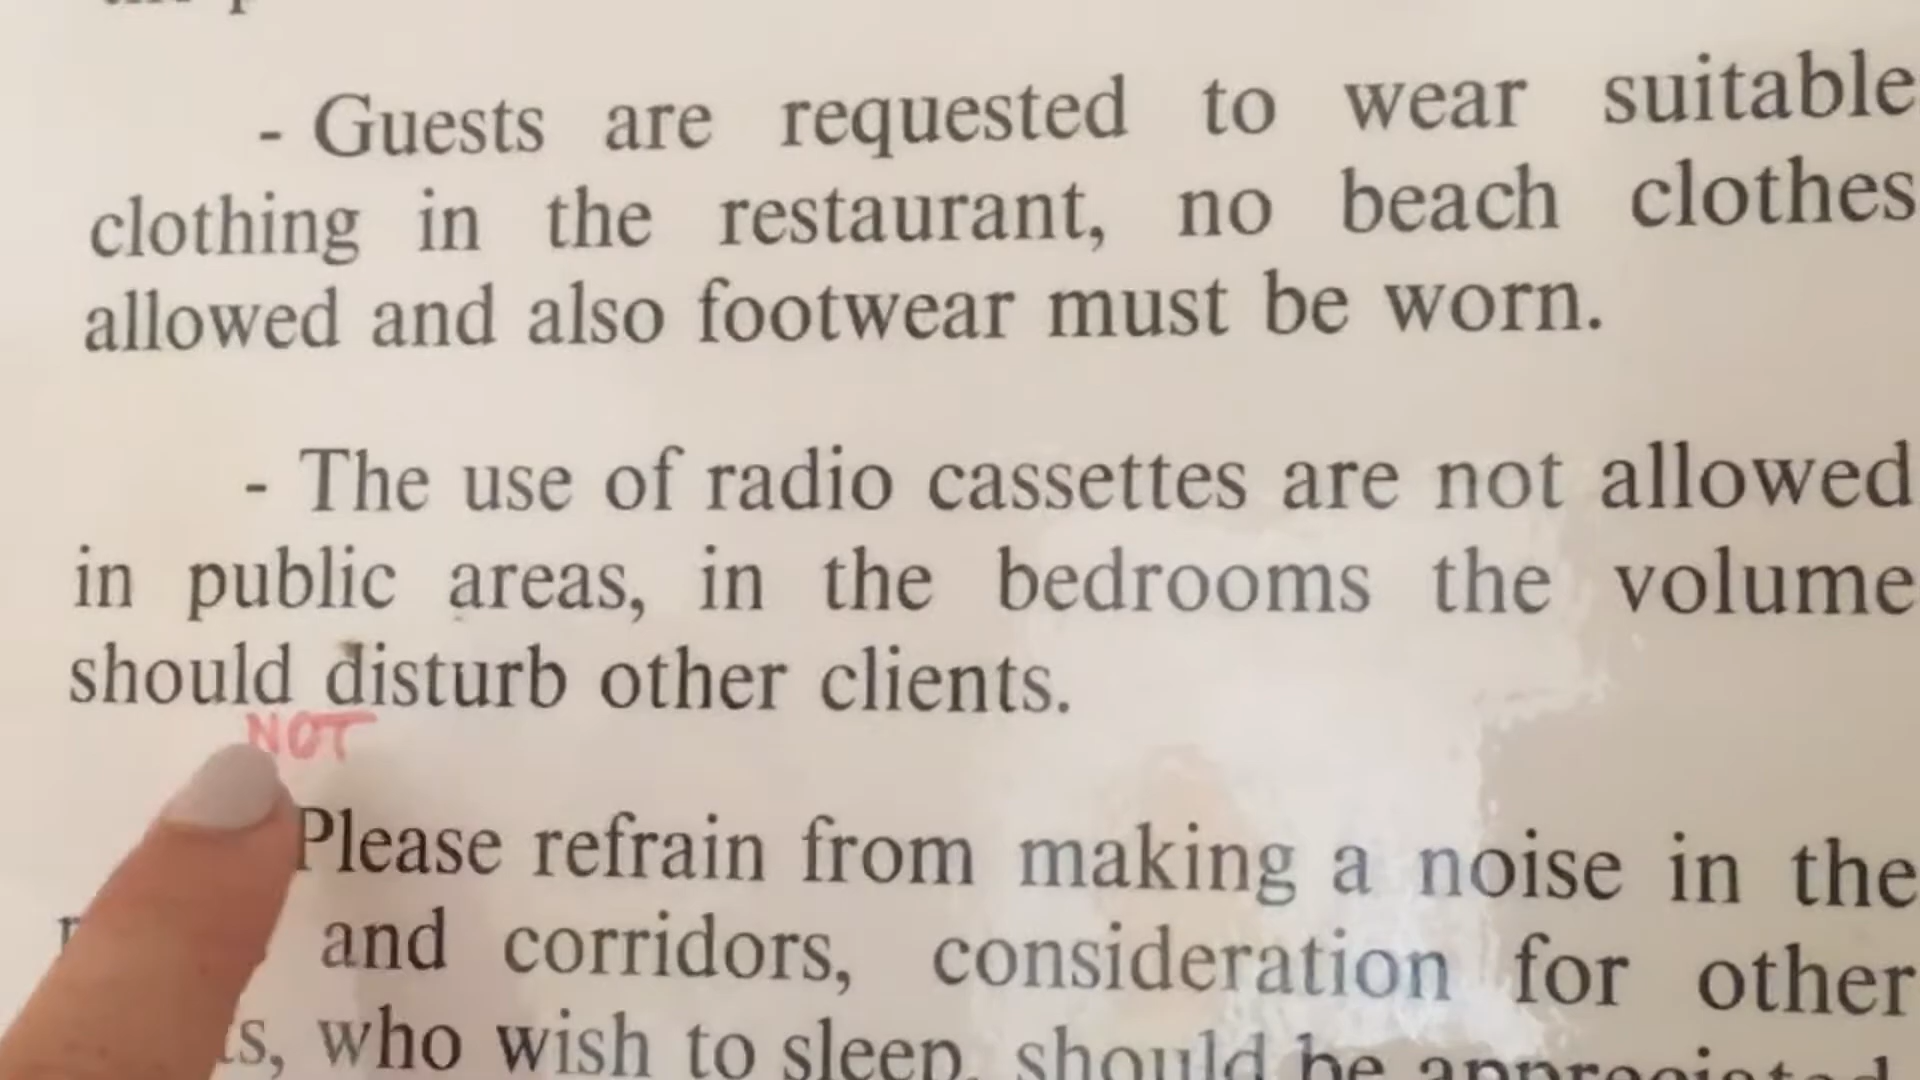 - Guests are requested to wear suitable
clothing in the restaurant, no beach clothes
allowed and also footwear must be worn.
- The use of radio cassettes are not allowed
in public areas, in the bedrooms the volume
should disturb other clients.
NOT
Please refrain from making a noise in the
and corridors, consideration for other
who wish to sleep, should be appreciated.